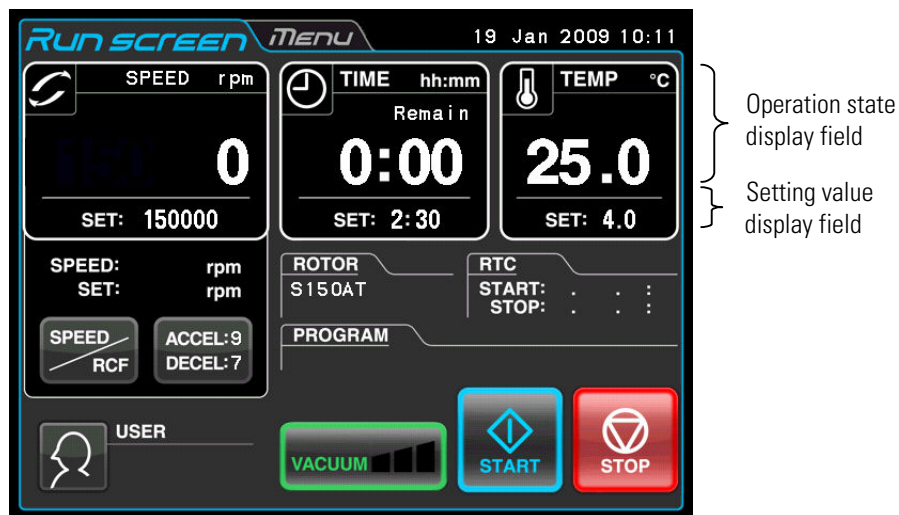 Run screen Menu 19 Jan 2009 10:11
SPEED rpm
0
SET: 150000
TIME hh:mm
Remain
0:00
SET: 2:30
TEMP °C
25.0
SET: 4.0
Operation state
display field
Setting value
display field
SPEED: rpm
SET: rpm
SPEED
RCF
ACCEL:9
DECEL:7
ROTOR
S150AT
RTC
START: . . :
STOP: . . :
PROGRAM
USER
VACUUM
START
STOP